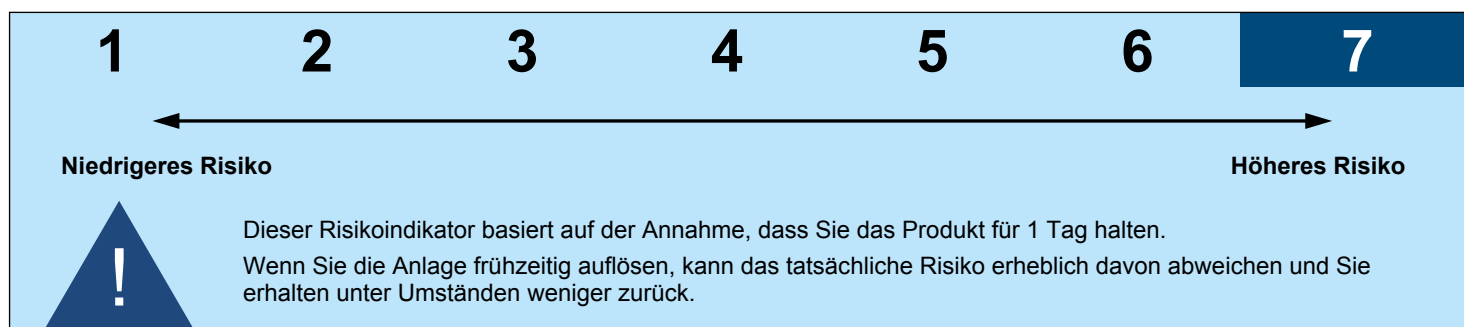 1 2 3 4 5 6 7
Niedrigeres Risiko Höheres Risiko
!
Dieser Risikoindikator basiert auf der Annahme, dass Sie das Produkt für 1 Tag halten.
Wenn Sie die Anlage frühzeitig auflösen, kann das tatsächliche Risiko erheblich davon abweichen und Sie
erhalten unter Umständen weniger zurück.